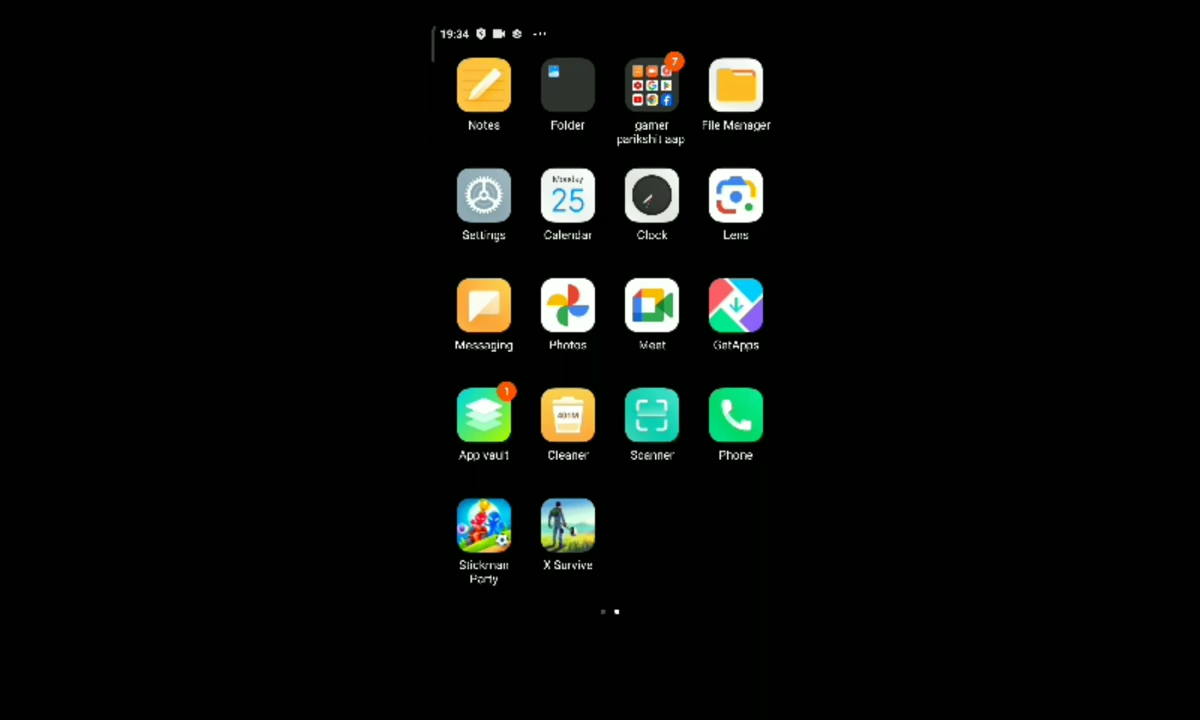 19:34
7
Notes
Folder
gamer
parikshit aap
File Manager
Monday
25
Settings
Calendar
Clock
Lens
Messaging
Photos
Meet
GetApps
1
401M
App vault
Cleaner
Scanner
Phone
Stickman
Party
X Survive